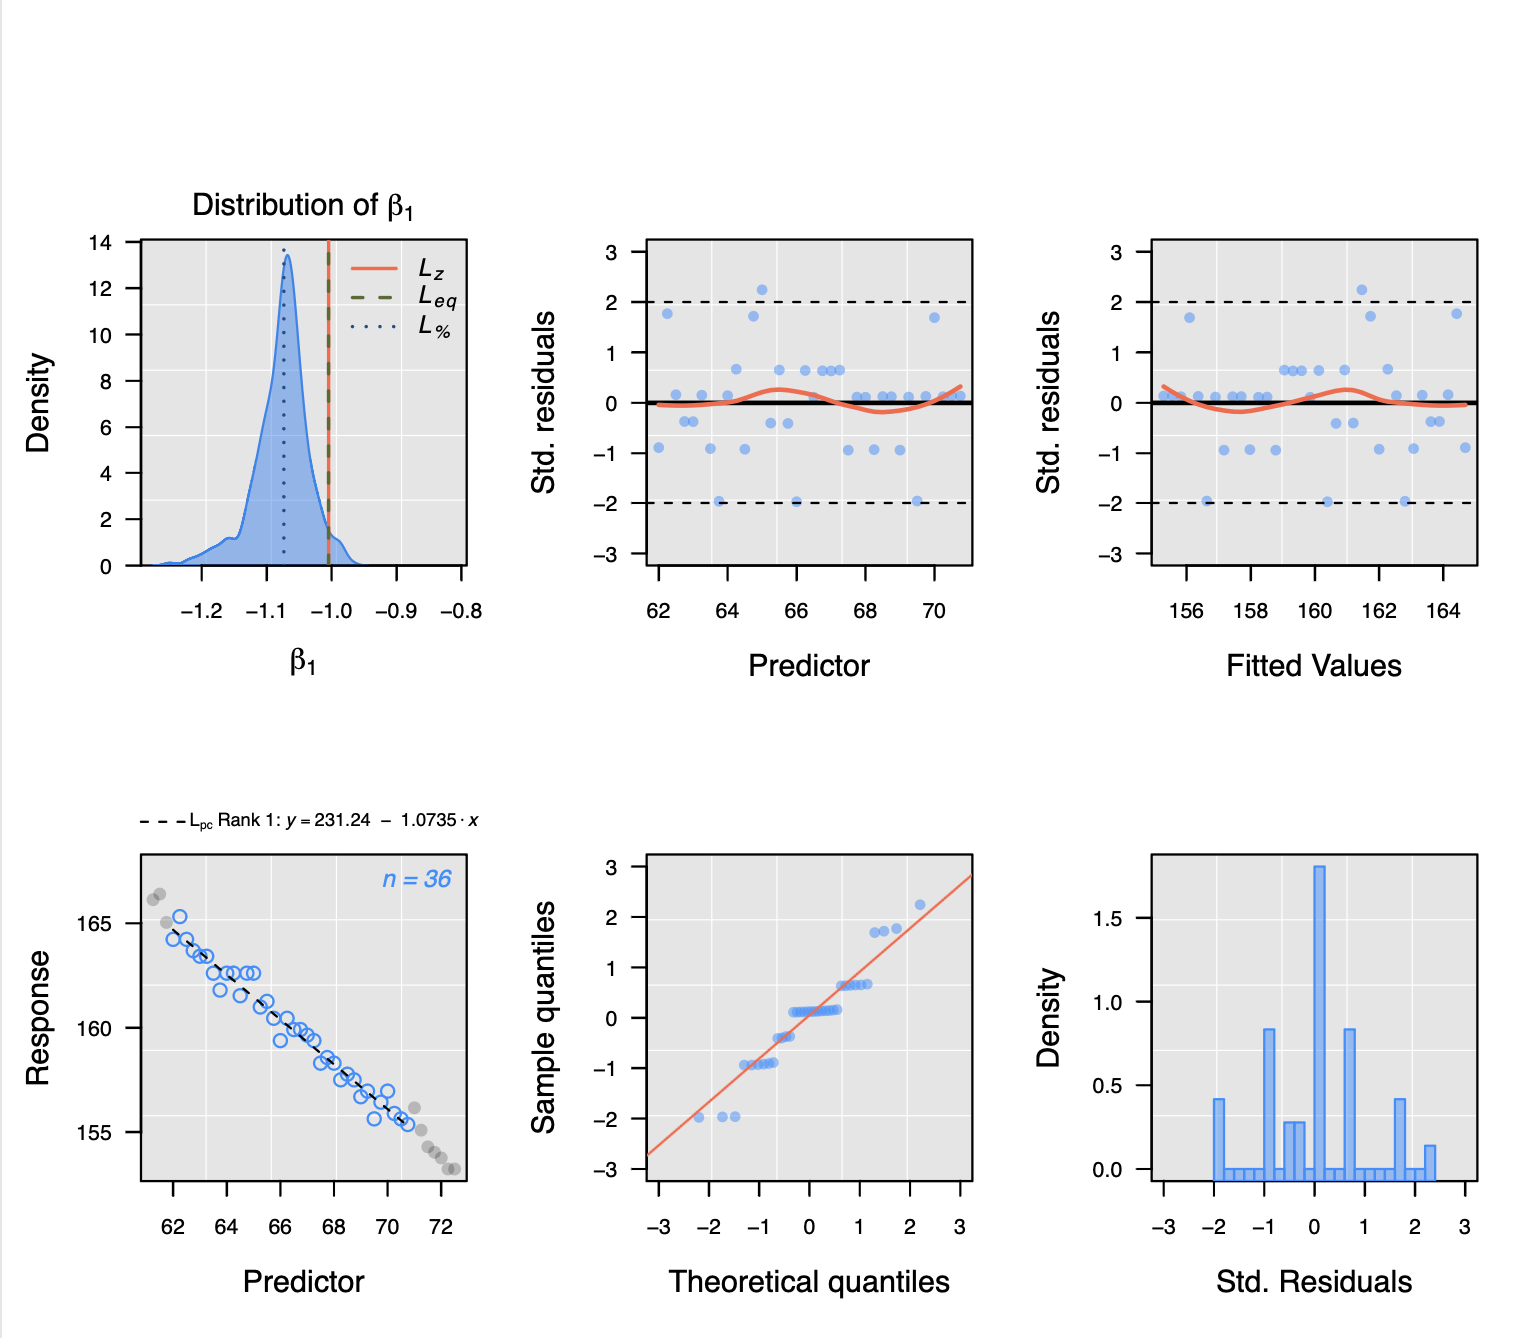 Distribution of β1
14
12
10
8
6
4
2
0
Density
Lz
Leq
L%
−1.2 −1.1 −1.0 −0.9 −0.8
β1
3
2
1
0
−1
−2
−3
Std. residuals
62 64 66 68 70
Predictor
3
2
1
0
−1
−2
−3
Std. residuals
156 158 160 162 164
Fitted Values
Lpc Rank 1: y = 231.24 − 1.0735 · x
n = 36
165
160
155
Response
62 64 66 68 70 72
Predictor
3
2
1
0
−1
−2
−3
Sample quantiles
−3 −2 −1 0 1 2 3
Theoretical quantiles
1.5
1.0
0.5
0.0
Density
−3 −2 −1 0 1 2 3
Std. Residuals